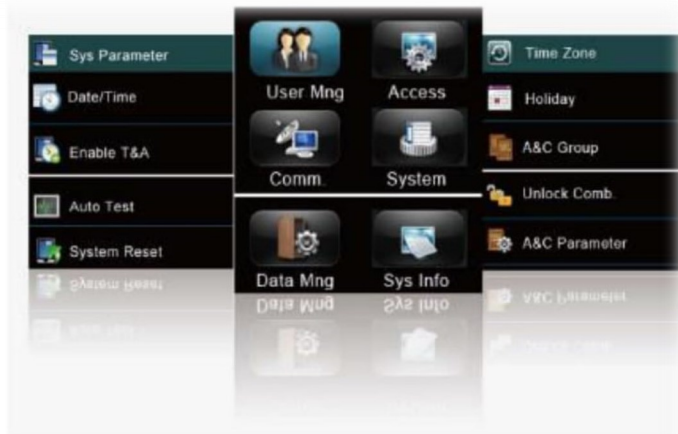 Sys Parameter
Date/Time
Enable T&A
Auto Test
System Reset
User Mng
Access
Comm.
System
Data Mng
Sys Info
Time Zone
Holiday
A&C Group
Unlock Comb.
A&C Parameter